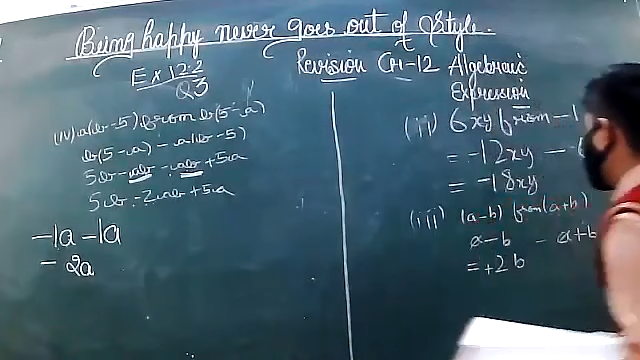 Being happy never goes out of Style.
Ex 12.2
Q3
Revision Ch-12 Algebraic
Expression
(iv) a(b-5) from b(5-a)
b(5-a) - a(b-5)
5b - ab - ab + 5a
5b - 2ab + 5a
-1a -1a
- 2a
(ii) 6xy from -1
= -12xy -
= -18xy
(iii) (a-b) from (a+b)
a-b - a+b
= +2b